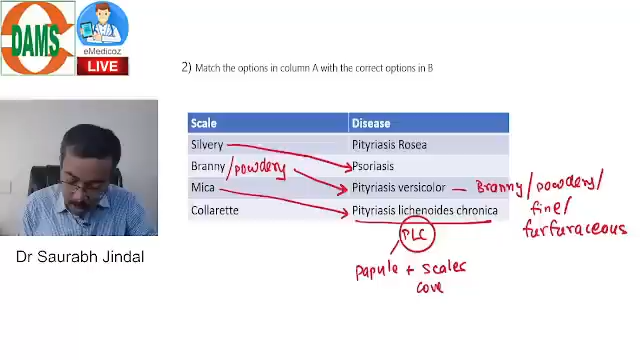 DAMS
eMedicoz
LIVE
2) Match the options in column A with the correct options in B
Scale Disease
Silvery Pityriasis Rosea
Branny / powdery Psoriasis
Mica Pityriasis versicolor — Branny / powdery /
fine /
furfuraceous
Collarette Pityriasis lichenoides chronica
PLC
papule + scales
cove
Dr Saurabh Jindal